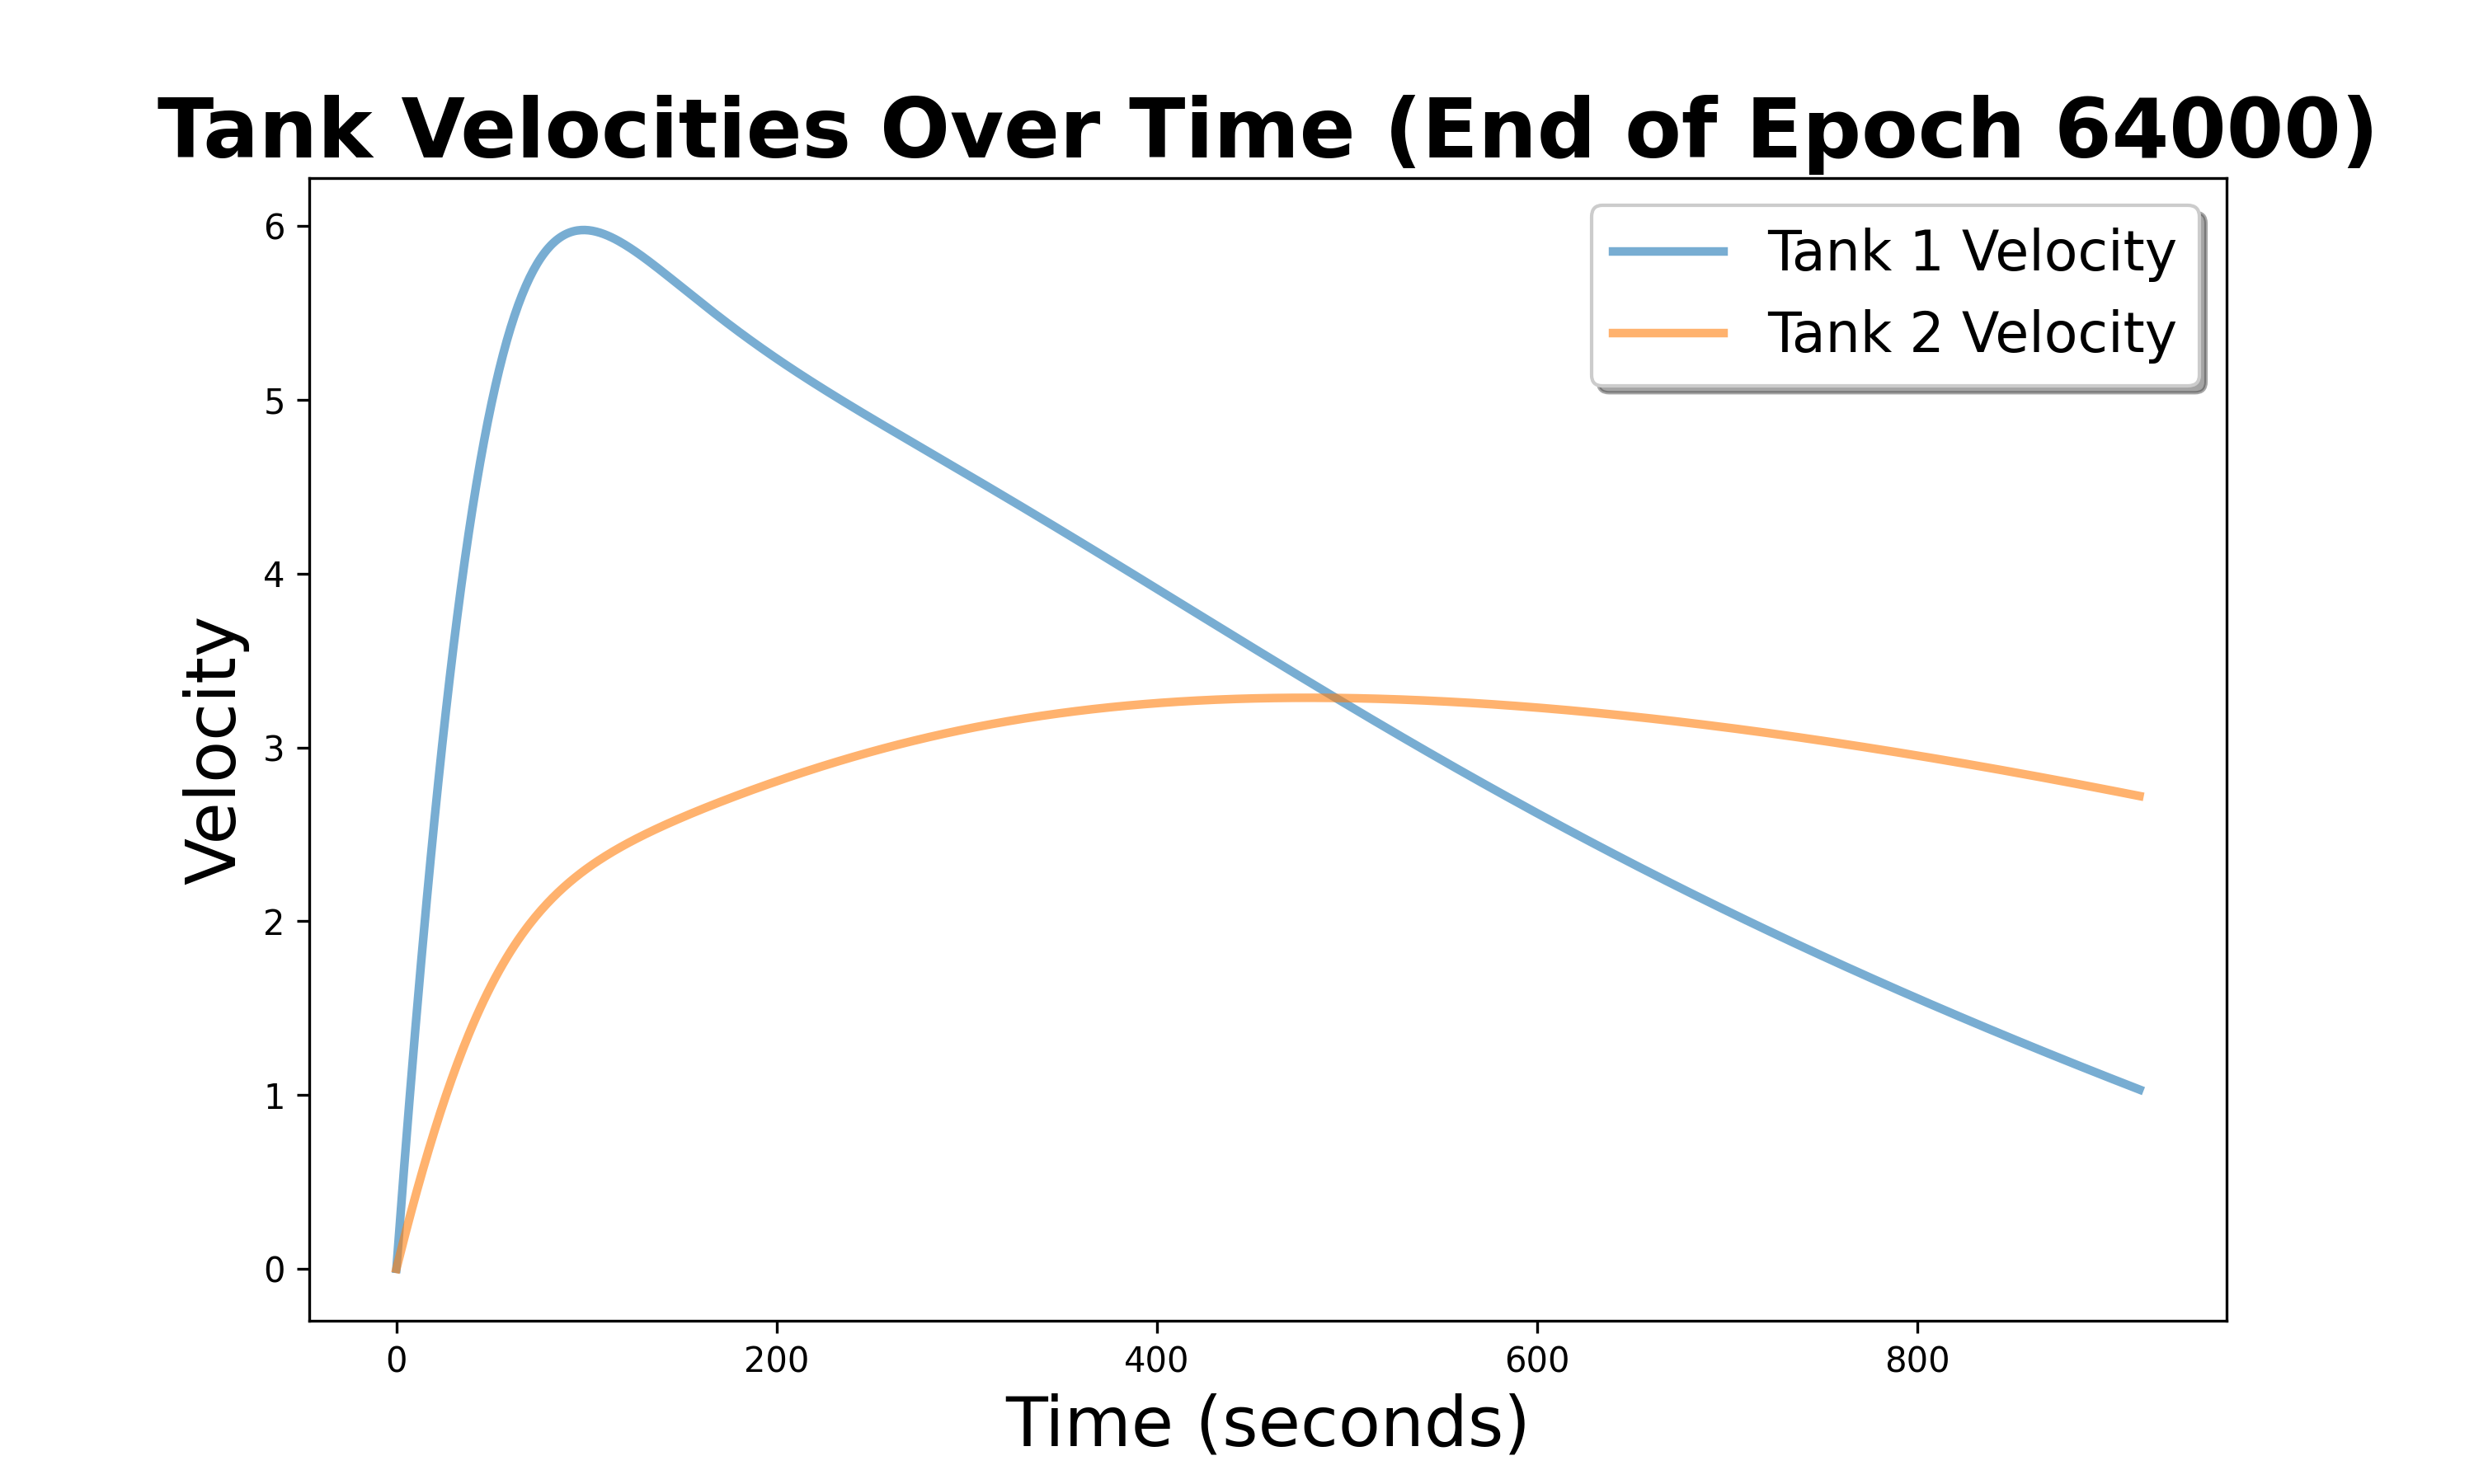 Tank Velocities Over Time (End of Epoch 64000)
Tank 1 Velocity
Tank 2 Velocity
Velocity
6
5
4
3
2
1
0
0 200 400 600 800
Time (seconds)